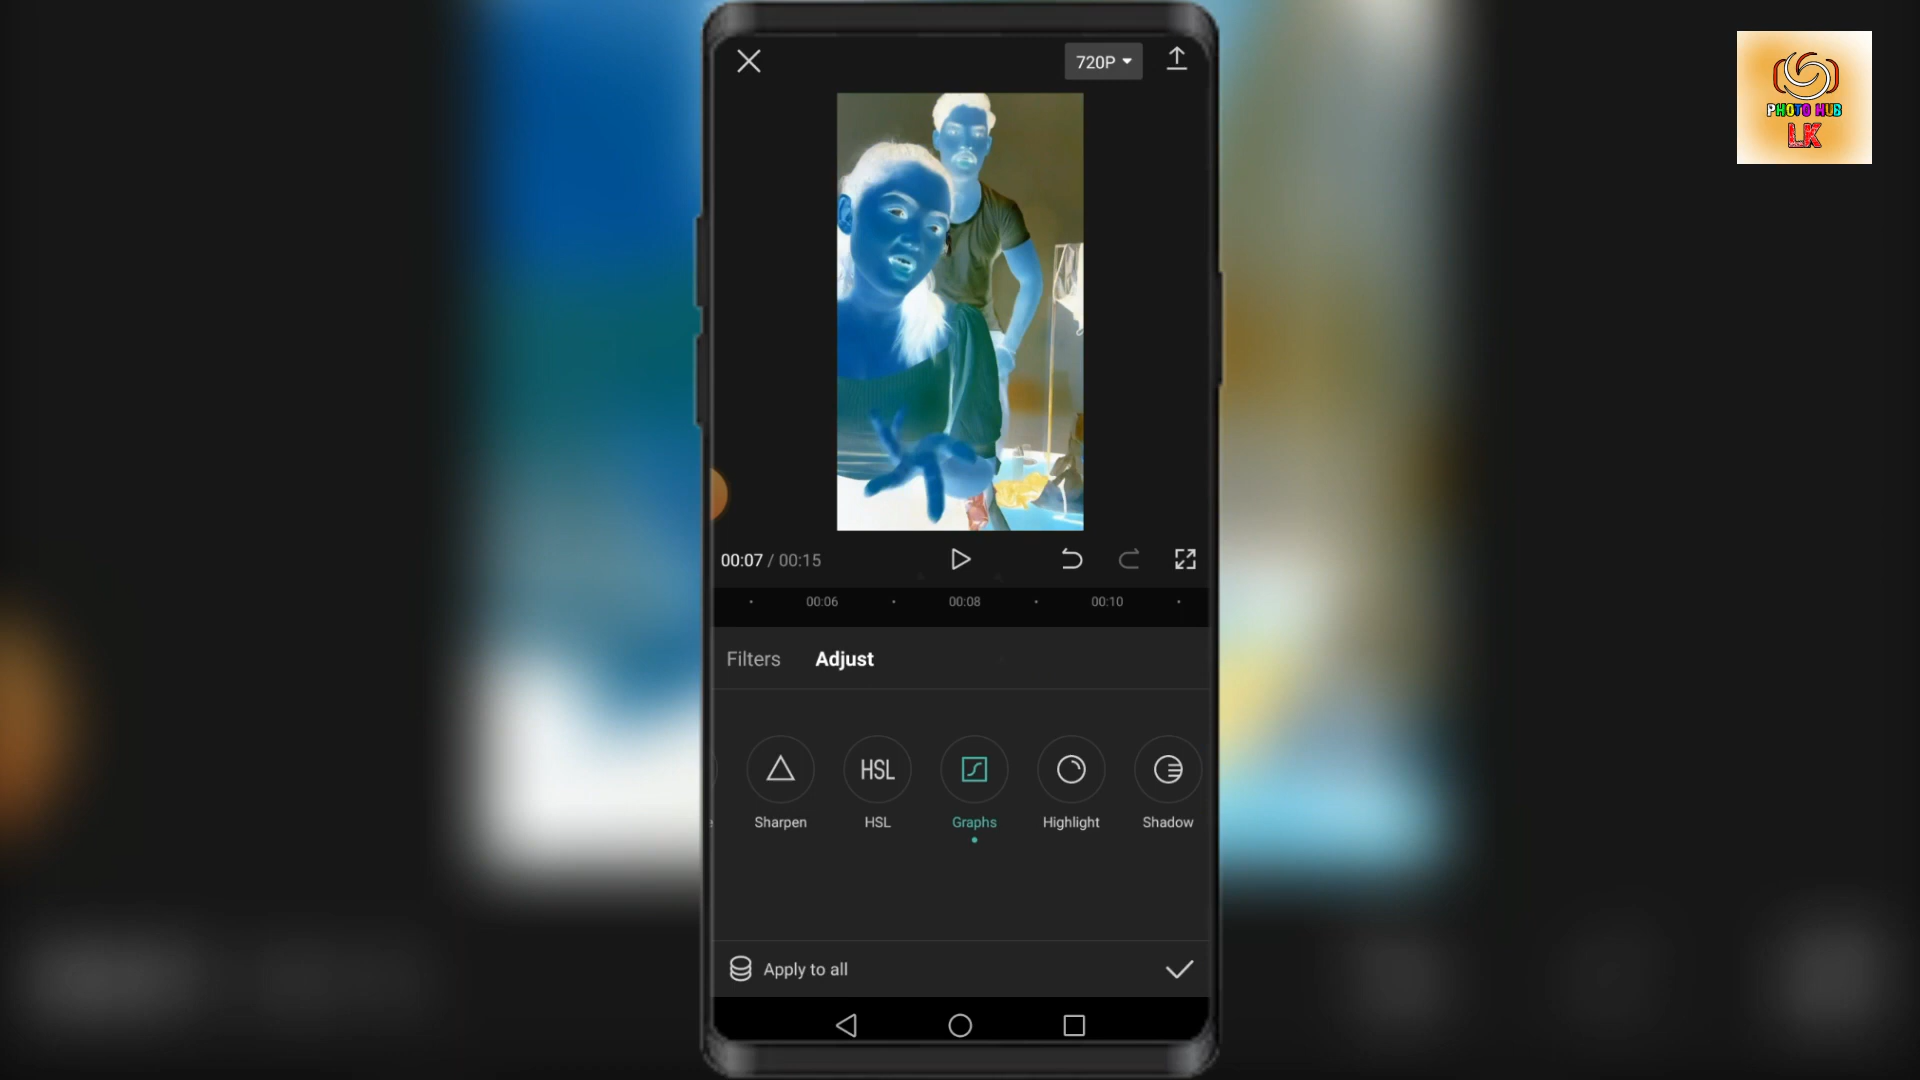 720P
PHOTO HUB
LK
00:07 / 00:15
00:06
00:08
00:10
Filters
Adjust
HSL
Sharpen
HSL
Graphs
Highlight
Shadow
Apply to all